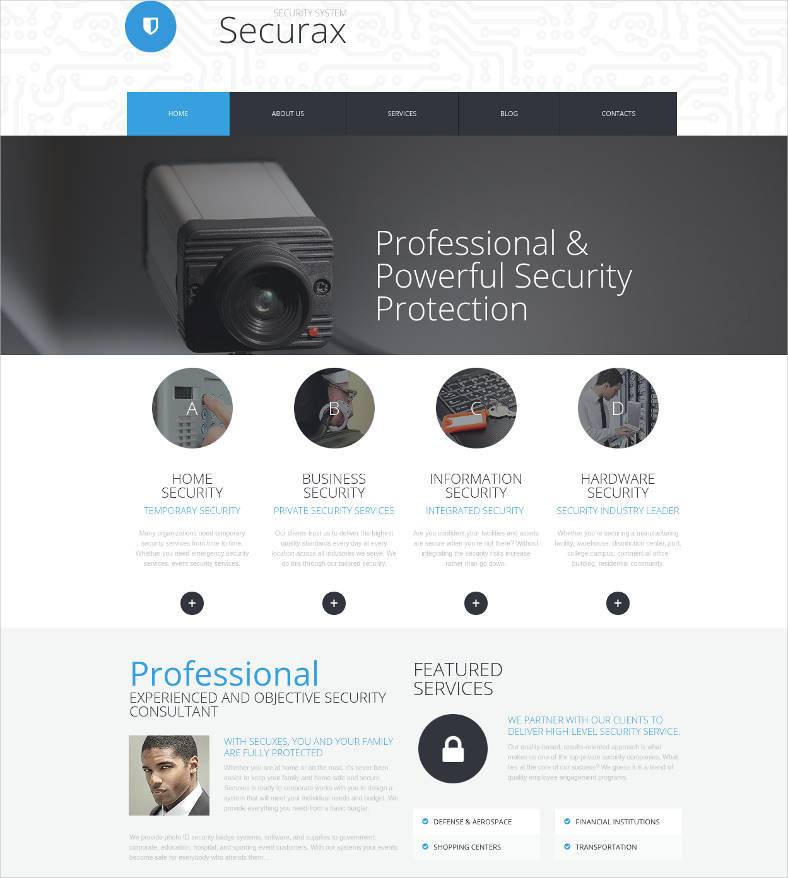 SECURITY SYSTEM
Securax
HOME
ABOUT US
SERVICES
BLOG
CONTACTS
Professional &
Powerful Security
Protection
A
B
C
D
HOME
SECURITY
TEMPORARY SECURITY
Many organizations need temporary
security services from time to time.
Whether you need emergency security
services, event security services.
BUSINESS
SECURITY
PRIVATE SECURITY SERVICES
Our clients trust us to deliver the highest
quality standards every day at every
location across all industries we serve. We
do this through our tailored security.
INFORMATION
SECURITY
INTEGRATED SECURITY
Are you confident your facilities and assets
are secure when you're not there? Without
integrating the security risks increase
rather than go down.
HARDWARE
SECURITY
SECURITY INDUSTRY LEADER
Whether you're securing a manufacturing
facility, warehouse, distribution center, port,
college campus, commercial office
building, residential community.
+
+
+
+
Professional
EXPERIENCED AND OBJECTIVE SECURITY
CONSULTANT
WITH SECUXES, YOU AND YOUR FAMILY
ARE FULLY PROTECTED
Whether you are at home or on the road, it's never been
easier to keep your family and home safe and secure.
Secuxes is ready to cooperate works with you to design a
system that will meet your individual needs and budget. We
provide everything you need from a basic burglar.
We provide photo ID security badge systems, software, and supplies to government,
corporate, education, hospital, and sporting event customers. With our systems your events
become safe for everybody who attends them...
FEATURED
SERVICES
WE PARTNER WITH OUR CLIENTS TO
DELIVER HIGH LEVEL SECURITY SERVICE.
Our quality-based, results-oriented approach is what
makes us one of the top private security companies. What
lies at the core of our success? We guess it is a blend of
quality employee engagement programs.
DEFENSE & AEROSPACE
FINANCIAL INSTITUTIONS
SHOPPING CENTERS
TRANSPORTATION